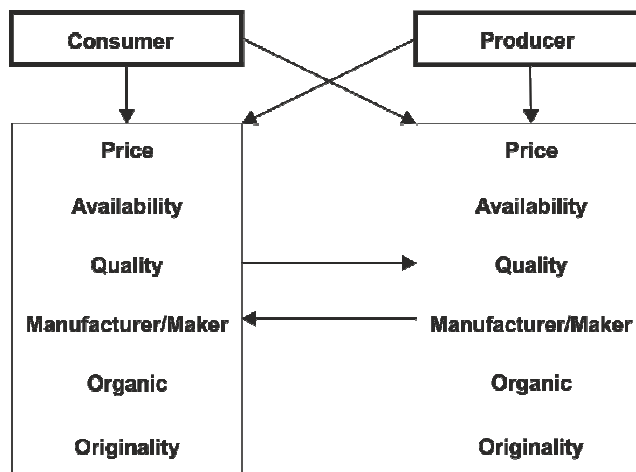 Consumer
Producer
Price
Availability
Quality
Manufacturer/Maker
Organic
Originality
Price
Availability
Quality
Manufacturer/Maker
Organic
Originality